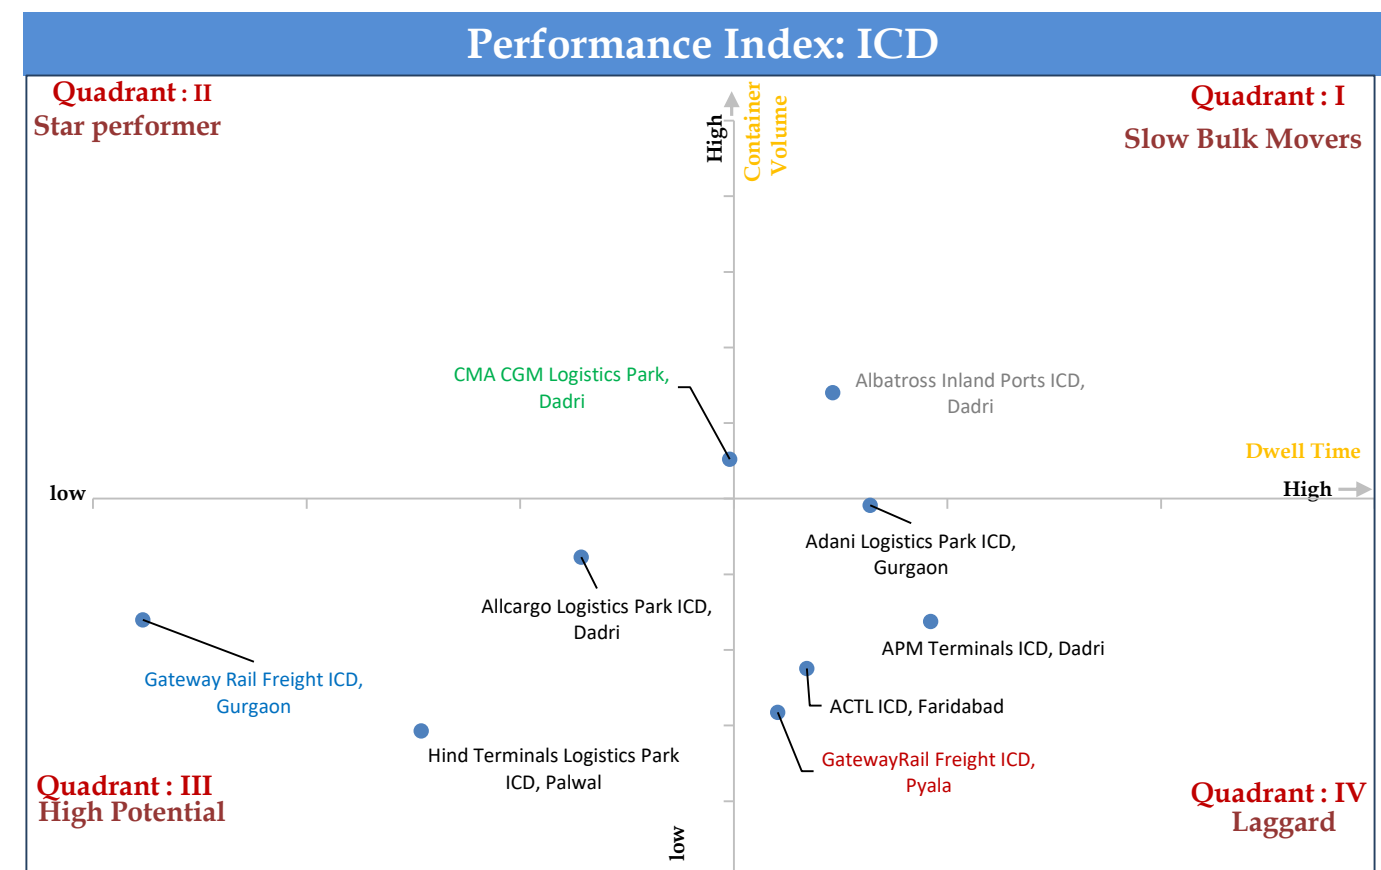 Performance Index: ICD
Quadrant : II
Star performer
Quadrant : I
Slow Bulk Movers
High
Container
Volume
CMA CGM Logistics Park,
Dadri
Albatross Inland Ports ICD,
Dadri
Dwell Time
low
High
Adani Logistics Park ICD,
Gurgaon
Allcargo Logistics Park ICD,
Dadri
APM Terminals ICD, Dadri
Gateway Rail Freight ICD,
Gurgaon
ACTL ICD, Faridabad
Hind Terminals Logistics Park
ICD, Palwal
GatewayRail Freight ICD,
Pyala
Quadrant : III
High Potential
Quadrant : IV
Laggard
low